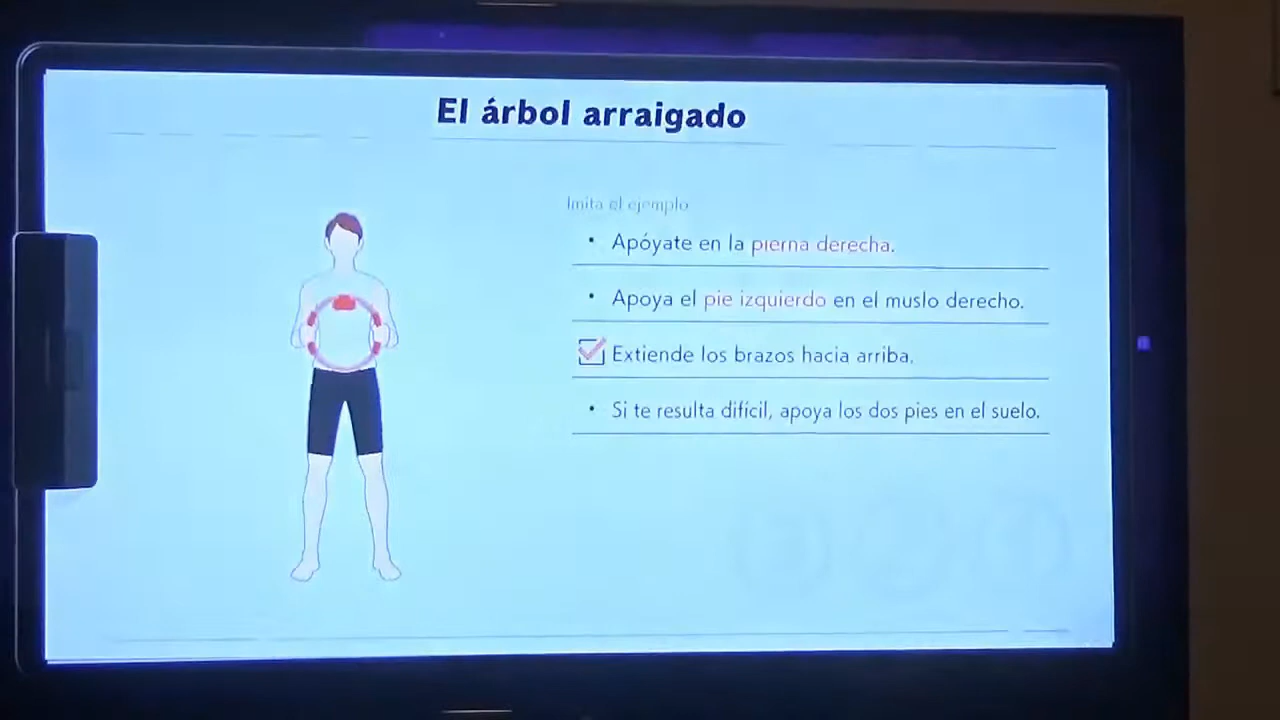 El árbol arraigado
Imita el ejemplo
Apóyate en la pierna derecha.
Apoya el pie izquierdo en el muslo derecho.
Extiende los brazos hacia arriba.
Si te resulta difícil, apoya los dos pies en el suelo.